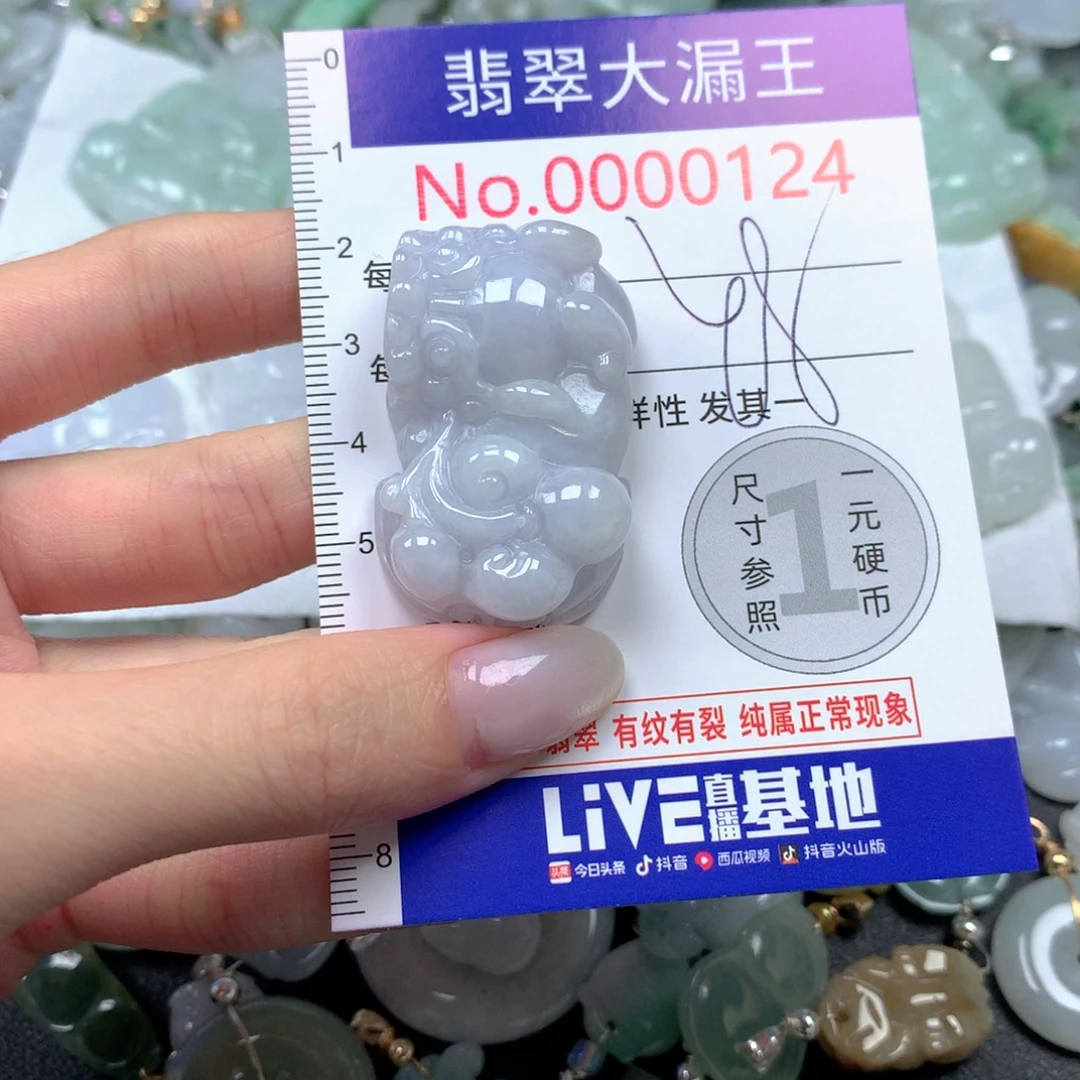 翡翠大漏王
No.0000124
0
1
2
3
4
5
8
每
每
样性 发其一
尺寸参照
1
一元硬币
翡翠 有纹有裂 纯属正常现象
LiVE直播基地
头条 今日头条 抖音 西瓜视频 抖音火山版